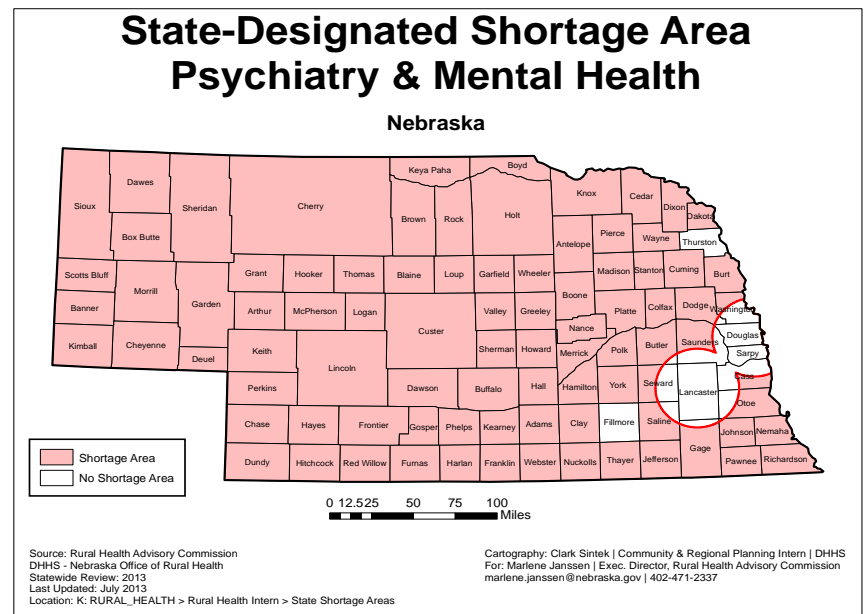 State-Designated Shortage Area
Psychiatry & Mental Health
Nebraska
Sioux
Dawes
Sheridan
Cherry
Keya Paha
Boyd
Box Butte
Brown
Rock
Holt
Knox
Cedar
Dixon
Dakota
Antelope
Pierce
Wayne
Thurston
Scotts Bluff
Morrill
Garden
Grant
Hooker
Thomas
Blaine
Loup
Garfield
Wheeler
Madison
Stanton
Cuming
Burt
Banner
Arthur
McPherson
Logan
Custer
Valley
Greeley
Boone
Platte
Colfax
Dodge
Washington
Kimball
Cheyenne
Deuel
Keith
Lincoln
Sherman
Howard
Nance
Merrick
Polk
Butler
Saunders
Douglas
Sarpy
Perkins
Dawson
Buffalo
Hall
Hamilton
York
Seward
Lancaster
Cass
Otoe
Chase
Hayes
Frontier
Gosper
Phelps
Kearney
Adams
Clay
Fillmore
Saline
Johnson
Nemaha
Dundy
Hitchcock
Red Willow
Furnas
Harlan
Franklin
Webster
Nuckolls
Thayer
Jefferson
Gage
Pawnee
Richardson
Shortage Area
No Shortage Area
0 12.525 50 75 100
Miles
Source: Rural Health Advisory Commission
DHHS - Nebraska Office of Rural Health
Statewide Review: 2013
Last Updated: July 2013
Location: K: RURAL_HEALTH > Rural Health Intern > State Shortage Areas
Cartography: Clark Sintek | Community & Regional Planning Intern | DHHS
For: Marlene Janssen | Exec. Director, Rural Health Advisory Commission
marlene.janssen@nebraska.gov | 402-471-2337